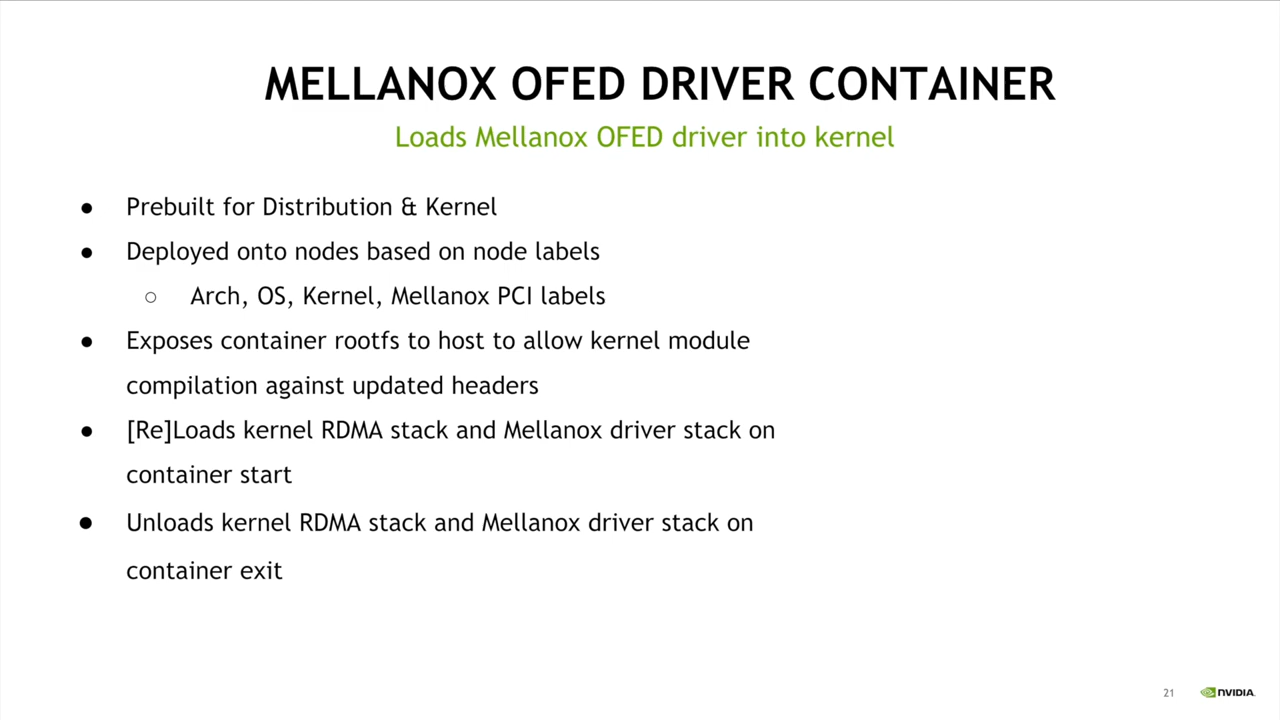 MELLANOX OFED DRIVER CONTAINER
Loads Mellanox OFED driver into kernel
● Prebuilt for Distribution & Kernel
● Deployed onto nodes based on node labels
○ Arch, OS, Kernel, Mellanox PCI labels
● Exposes container rootfs to host to allow kernel module
compilation against updated headers
● [Re]Loads kernel RDMA stack and Mellanox driver stack on
container start
● Unloads kernel RDMA stack and Mellanox driver stack on
container exit
21 NVIDIA.